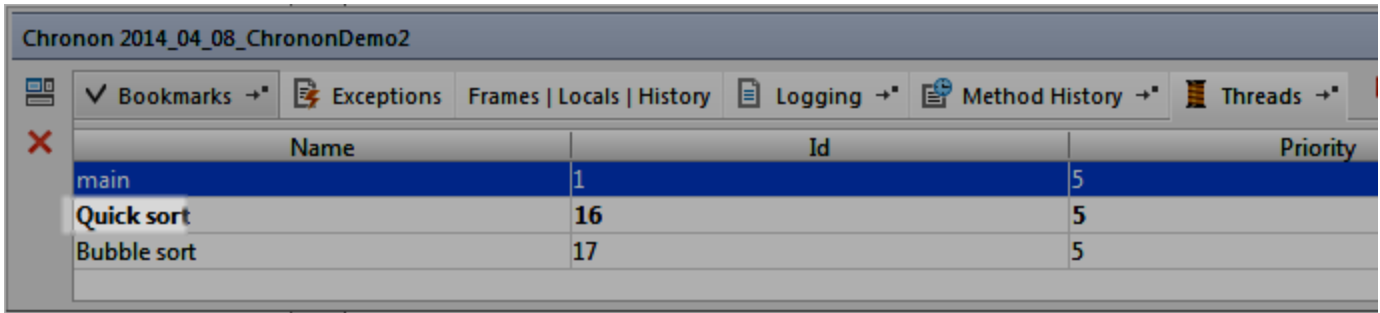 Chronon 2014_04_08_ChrononDemo2
Bookmarks Exceptions Frames | Locals | History Logging Method History Threads
Name Id Priority
main 1 5
Quick sort 16 5
Bubble sort 17 5